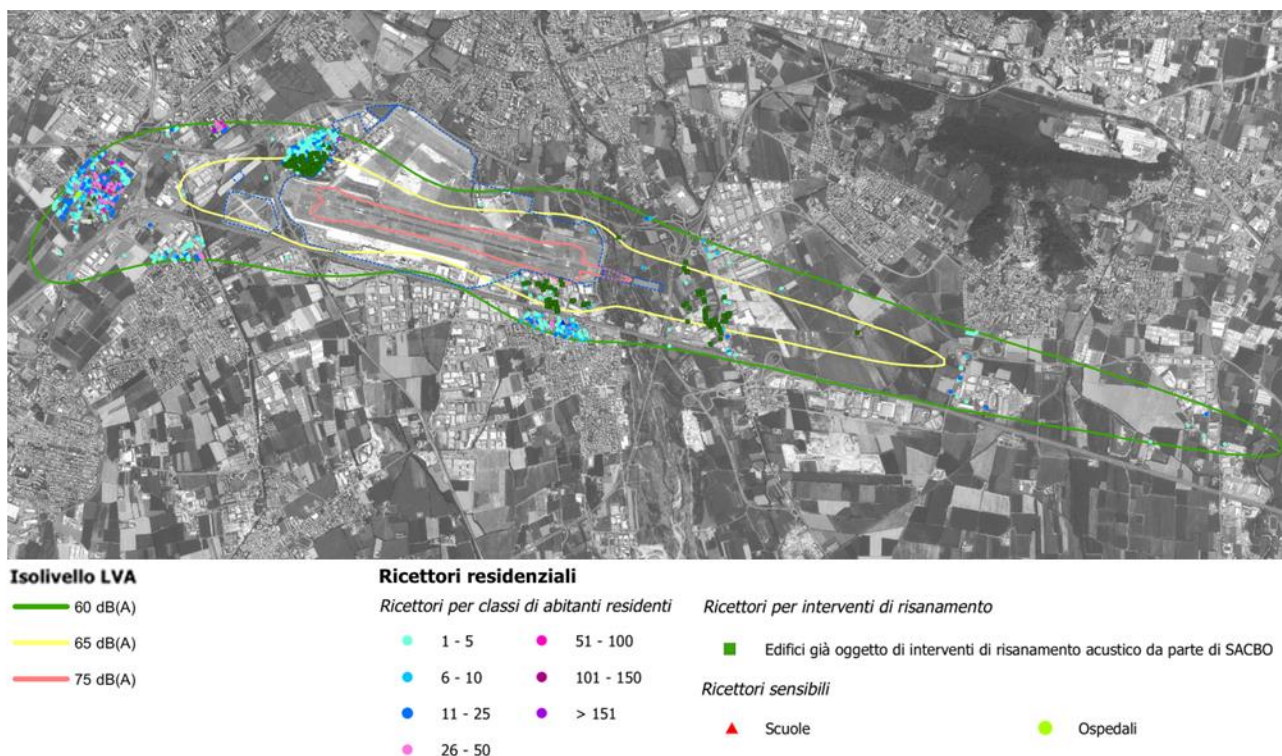 Isolivello LVA
60 dB(A)
65 dB(A)
75 dB(A)
Ricettori residenziali
Ricettori per classi di abitanti residenti
1 - 5
6 - 10
11 - 25
26 - 50
51 - 100
101 - 150
> 151
Ricettori per interventi di risanamento
Edifici già oggetto di interventi di risanamento acustico da parte di SACBO
Ricettori sensibili
Scuole
Ospedali